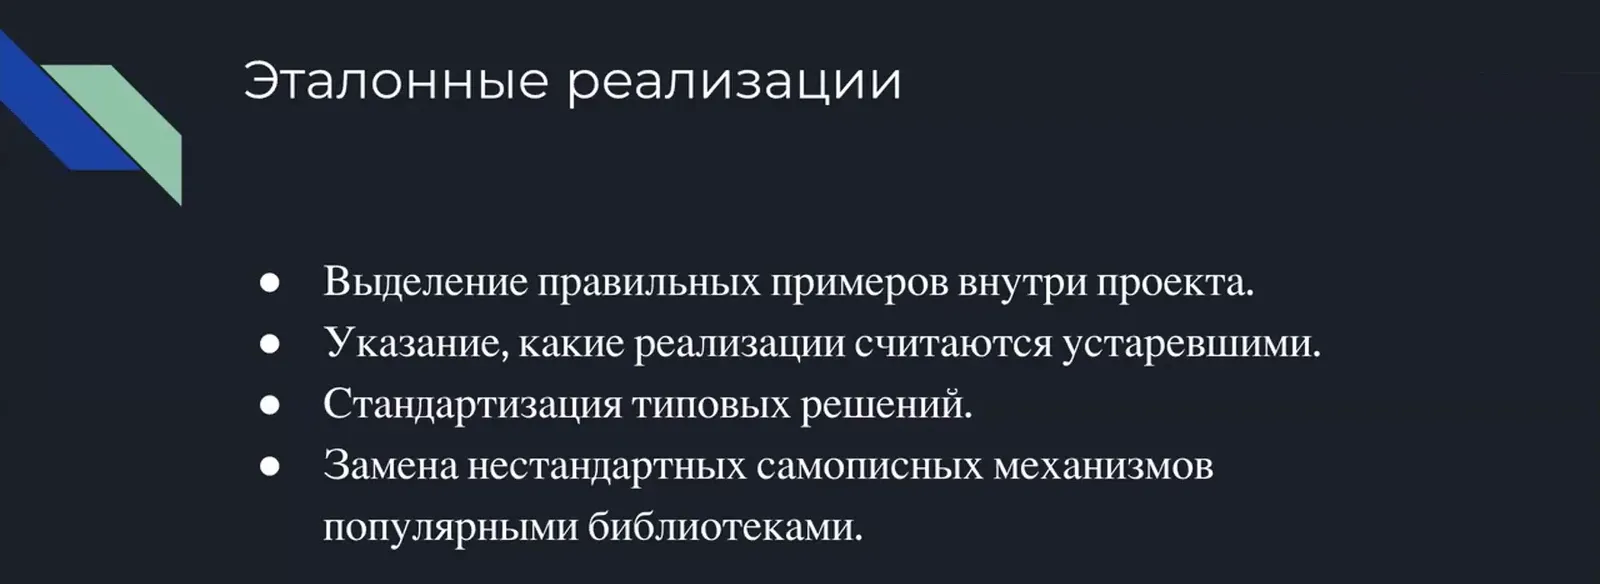 Эталонные реализации
● Выделение правильных примеров внутри проекта.
● Указание, какие реализации считаются устаревшими.
● Стандартизация типовых решений.
● Замена нестандартных самописных механизмов
популярными библиотеками.